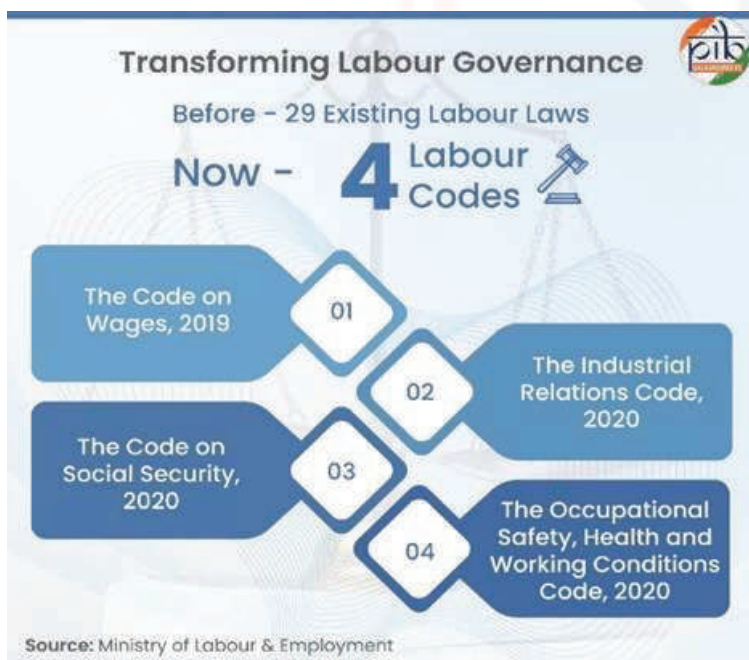 Transforming Labour Governance
pib
Before - 29 Existing Labour Laws
Now - 4 Labour
Codes
The Code on
Wages, 2019
01
02
The Industrial
Relations Code,
2020
The Code on
Social Security,
2020
03
04
The Occupational
Safety, Health and
Working Conditions
Code, 2020
Source: Ministry of Labour & Employment